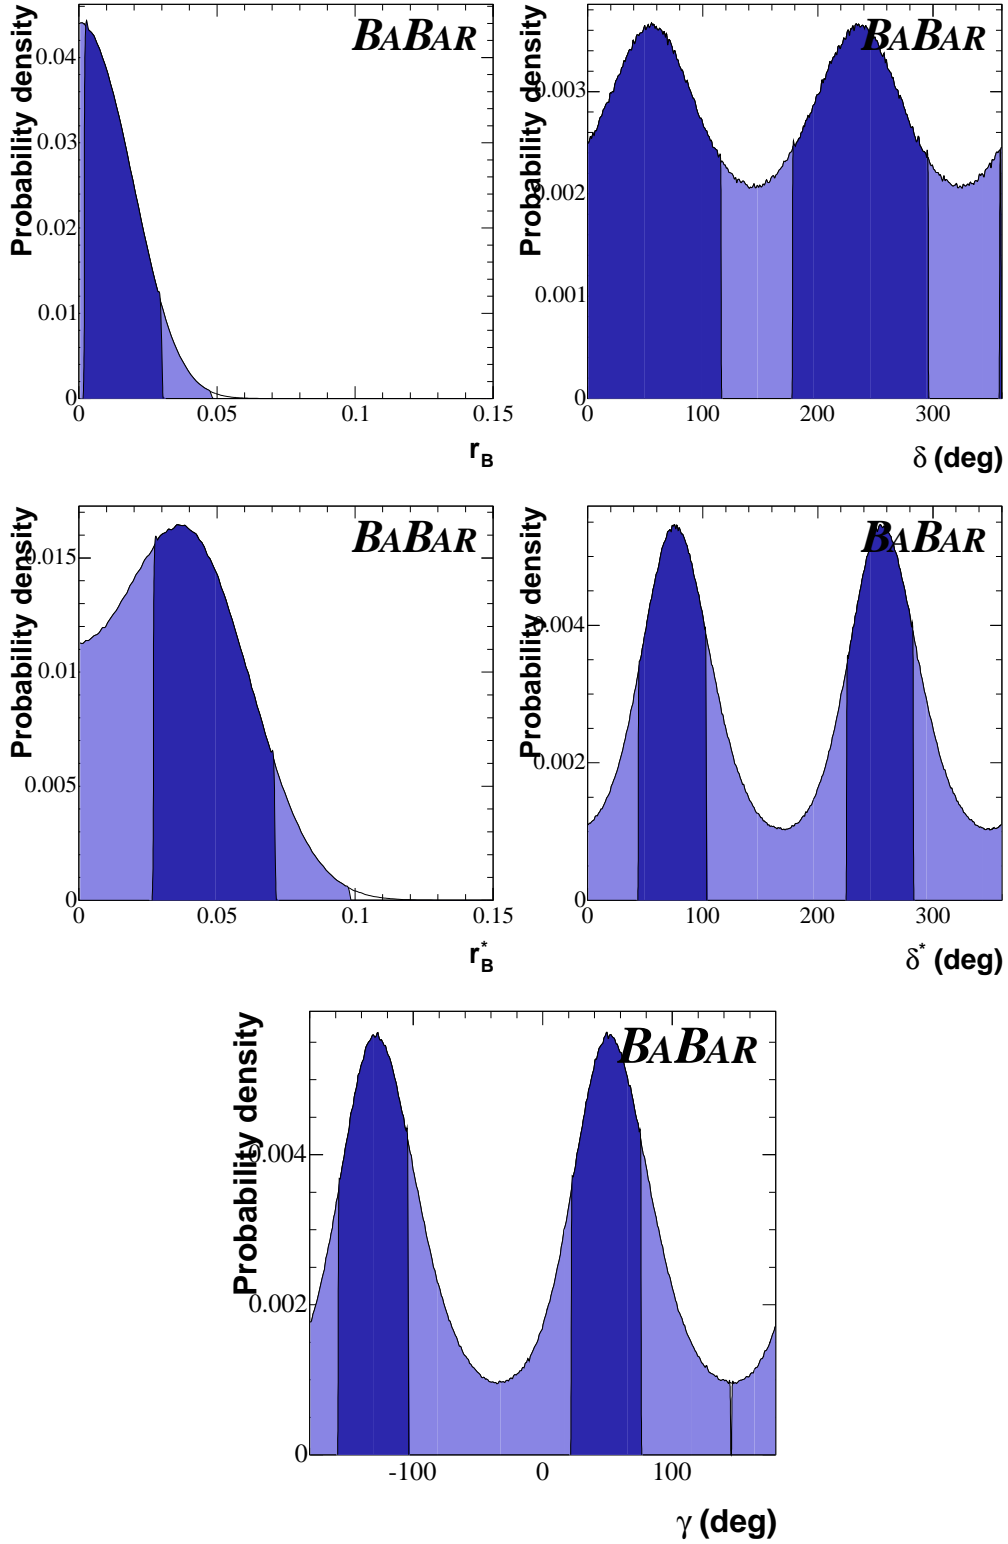 BABAR
Probability density
0.04
0.03
0.02
0.01
0
0 0.05 0.1 0.15
r_B
BABAR
Probability density
0.003
0.002
0.001
0
0 100 200 300
δ (deg)
BABAR
Probability density
0.015
0.01
0.005
0
0 0.05 0.1 0.15
r*_B
BABAR
Probability density
0.004
0.002
0
0 100 200 300
δ* (deg)
BABAR
Probability density
0.004
0.002
0
-100 0 100
γ (deg)